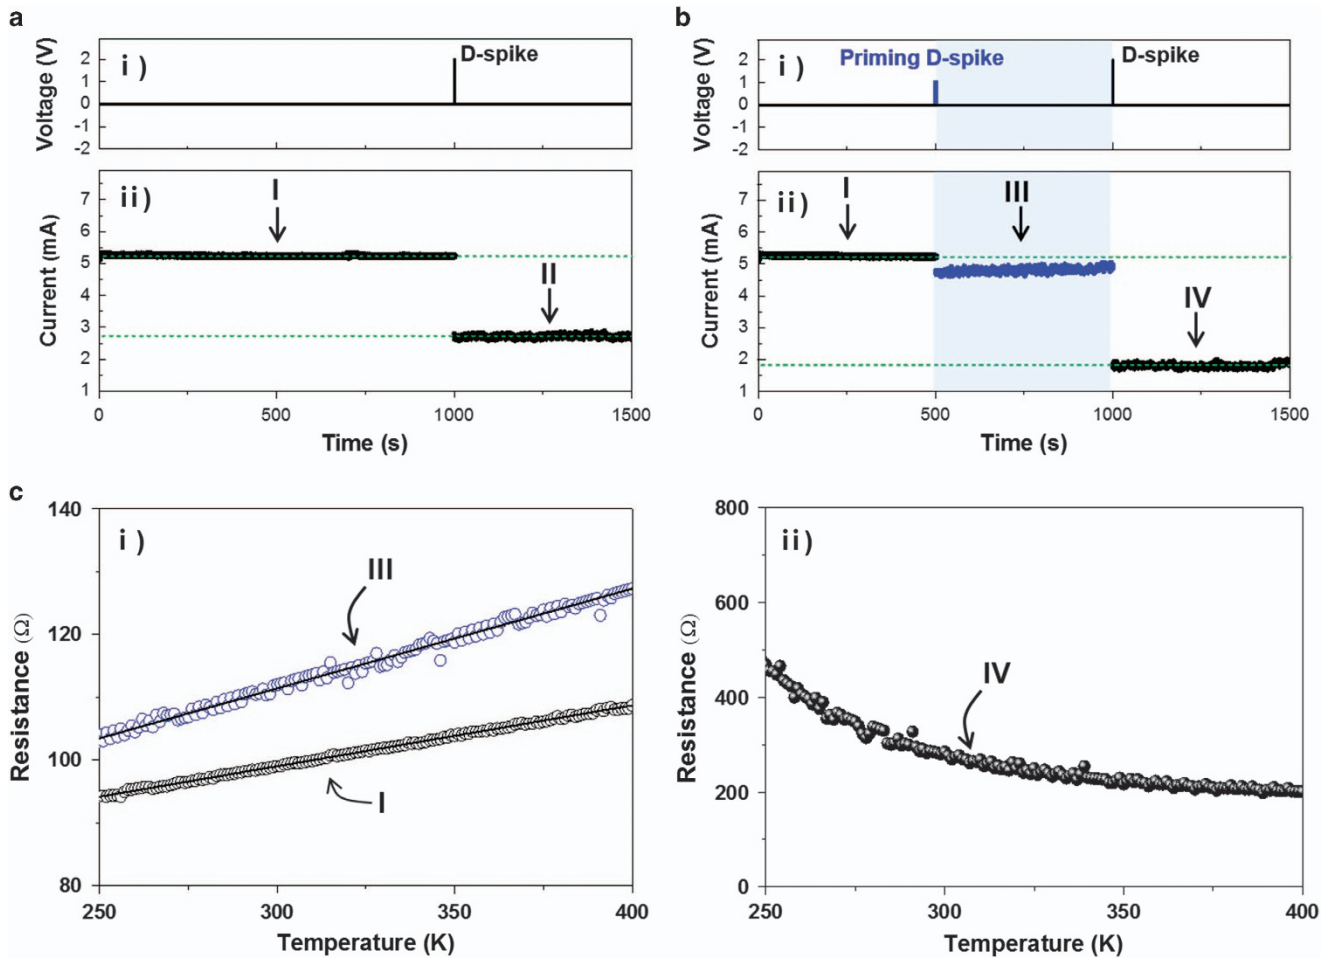 a
i )
D-spike
Voltage (V)
2
1
0
-1
-2
ii )
I
II
Current (mA)
7
6
5
4
3
2
1
0
500
1000
1500
Time (s)
b
i )
Priming D-spike
D-spike
Voltage (V)
2
1
0
-1
-2
ii )
I
III
IV
Current (mA)
7
6
5
4
3
2
1
0
500
1000
1500
Time (s)
c
i )
III
I
Resistance (Ω)
140
120
100
80
250
300
350
400
Temperature (K)
ii )
IV
Resistance (Ω)
800
600
400
200
0
250
300
350
400
Temperature (K)